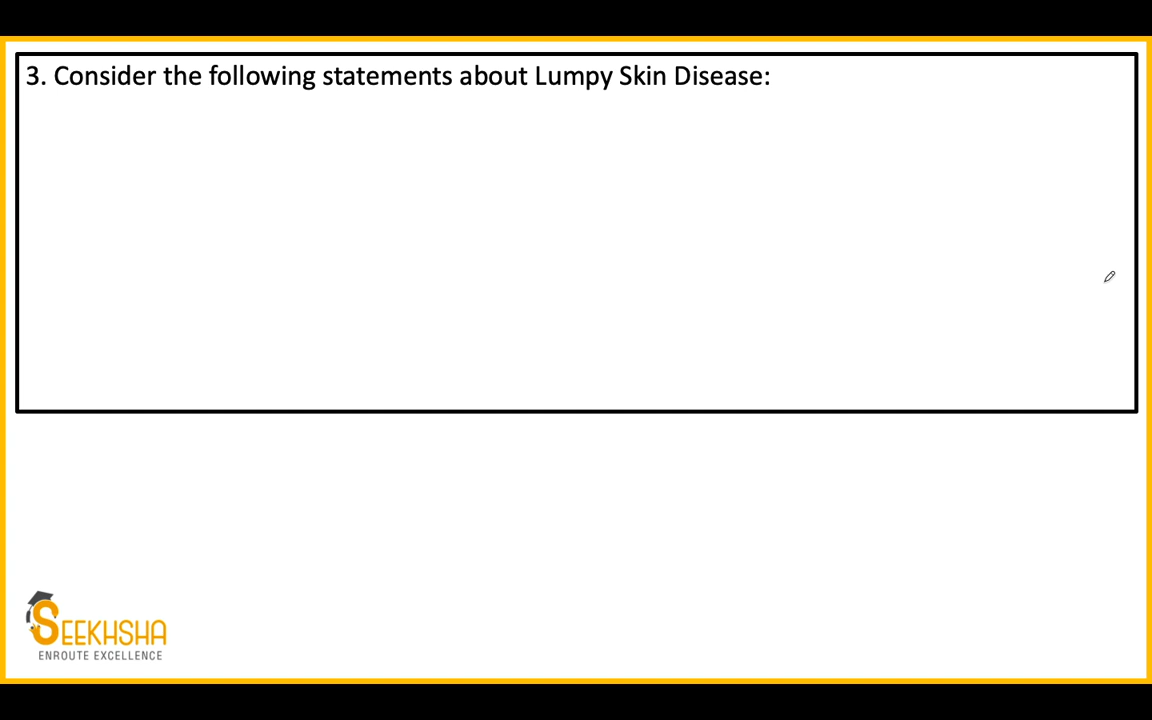 3. Consider the following statements about Lumpy Skin Disease:
SEEKHSHA
ENROUTE EXCELLENCE